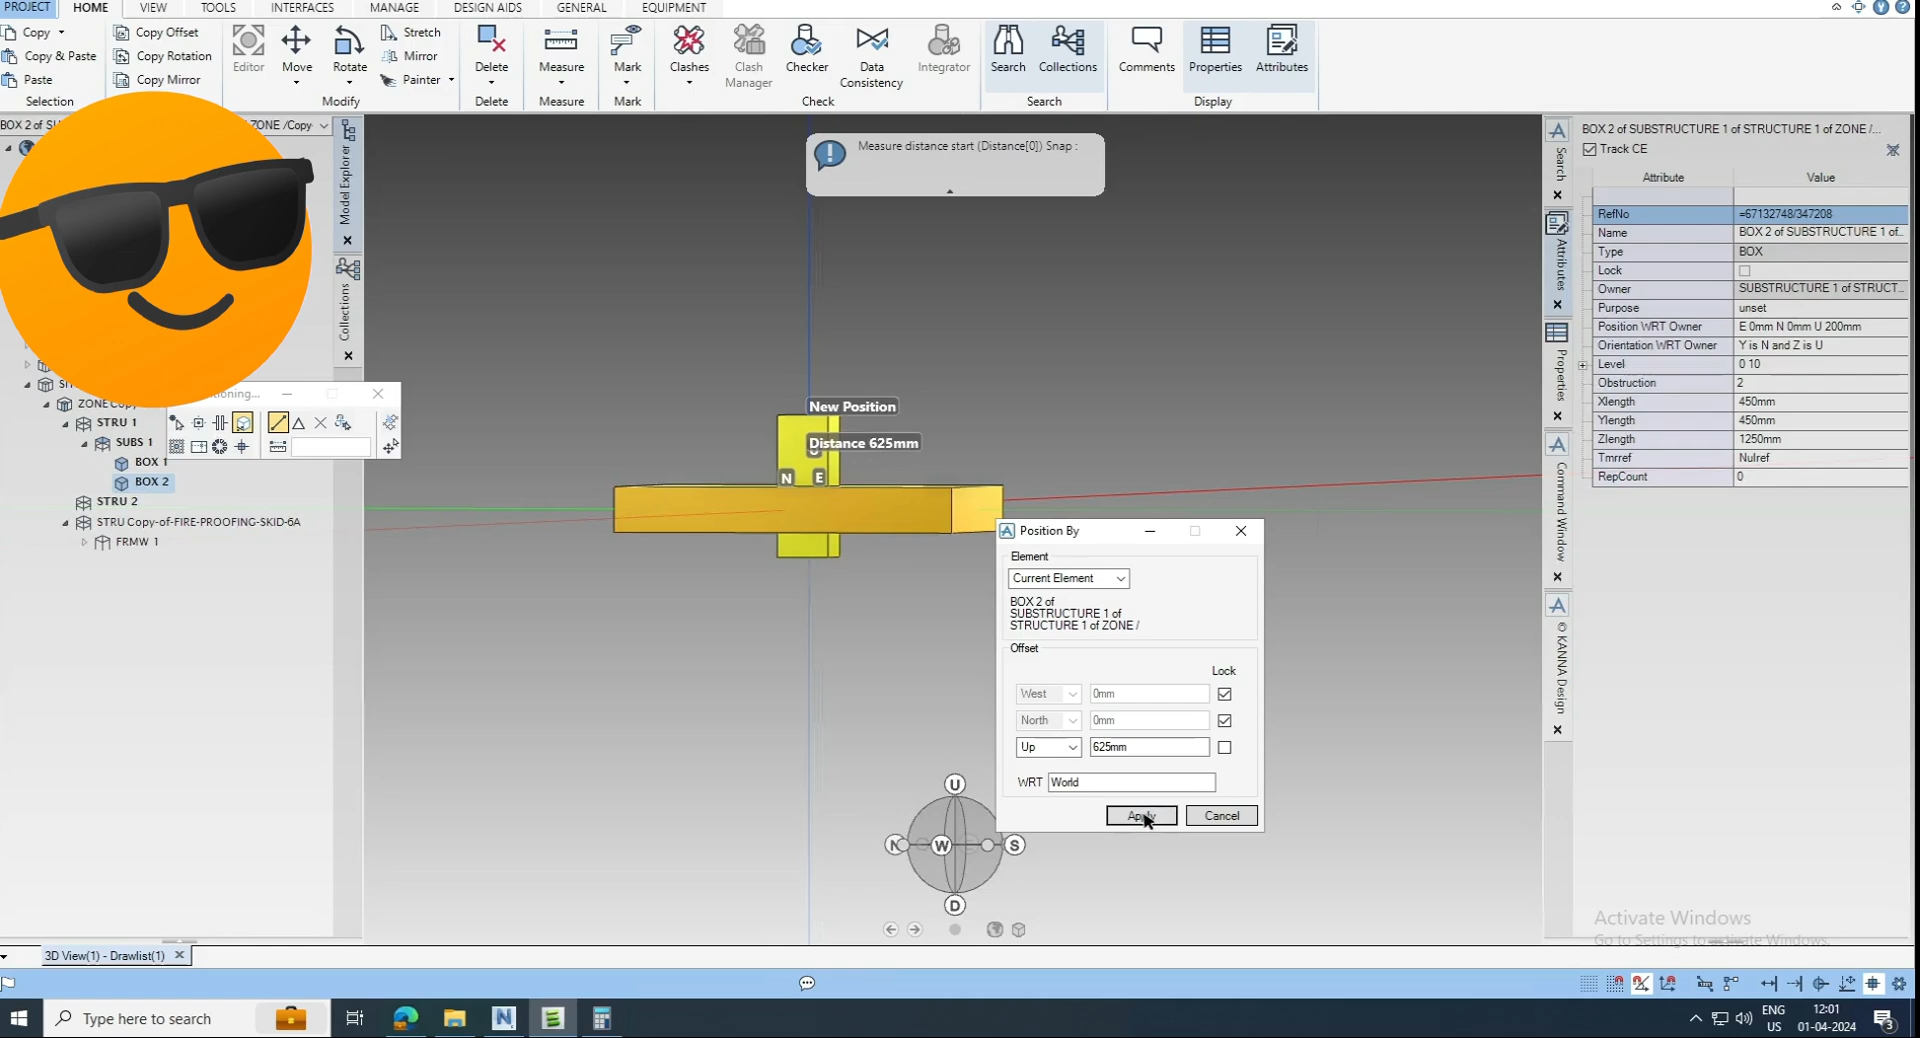 PROJECT HOME VIEW TOOLS INTERFACES MANAGE DESIGN AIDS GENERAL EQUIPMENT
Copy Copy Offset Stretch
Copy & Paste Copy Rotation Mirror
Paste Copy Mirror Painter
Editor Move Rotate Delete Measure Mark Clashes Clash Manager Checker Data Consistency Integrator Search Collections Comments Properties Attributes
Selection Modify Delete Measure Mark Check Search Display
ZONE /Copy
Model Explorer
Collections
ZONE
STRU 1
SUBS 1
BOX 1
BOX 2
STRU 2
STRU Copy-of-FIRE-PROOFING-SKID-6A
FRMW 1
Measure distance start (Distance[0]) Snap :
New Position
Distance 625mm
N E
Position By
Element
Current Element
BOX 2 of
SUBSTRUCTURE 1 of
STRUCTURE 1 of ZONE /
Offset
Lock
West 0mm
North 0mm
Up 625mm
WRT World
Apply Cancel
U
N W S
D
Search
Attributes
Properties
Command Window
© KANNA Design
BOX 2 of SUBSTRUCTURE 1 of STRUCTURE 1 of ZONE /...
Track CE
Attribute Value
RefNo =67132748/347208
Name BOX 2 of SUBSTRUCTURE 1 of...
Type BOX
Lock
Owner SUBSTRUCTURE 1 of STRUCT...
Purpose unset
Position WRT Owner E 0mm N 0mm U 200mm
Orientation WRT Owner Y is N and Z is U
Level 0 10
Obstruction 2
Xlength 450mm
Ylength 450mm
Zlength 1250mm
Tmrref Nulref
RepCount 0
Activate Windows
Go to Settings to activate Windows.
3D View(1) - Drawlist(1)
Type here to search
ENG
US
12:01
01-04-2024
3